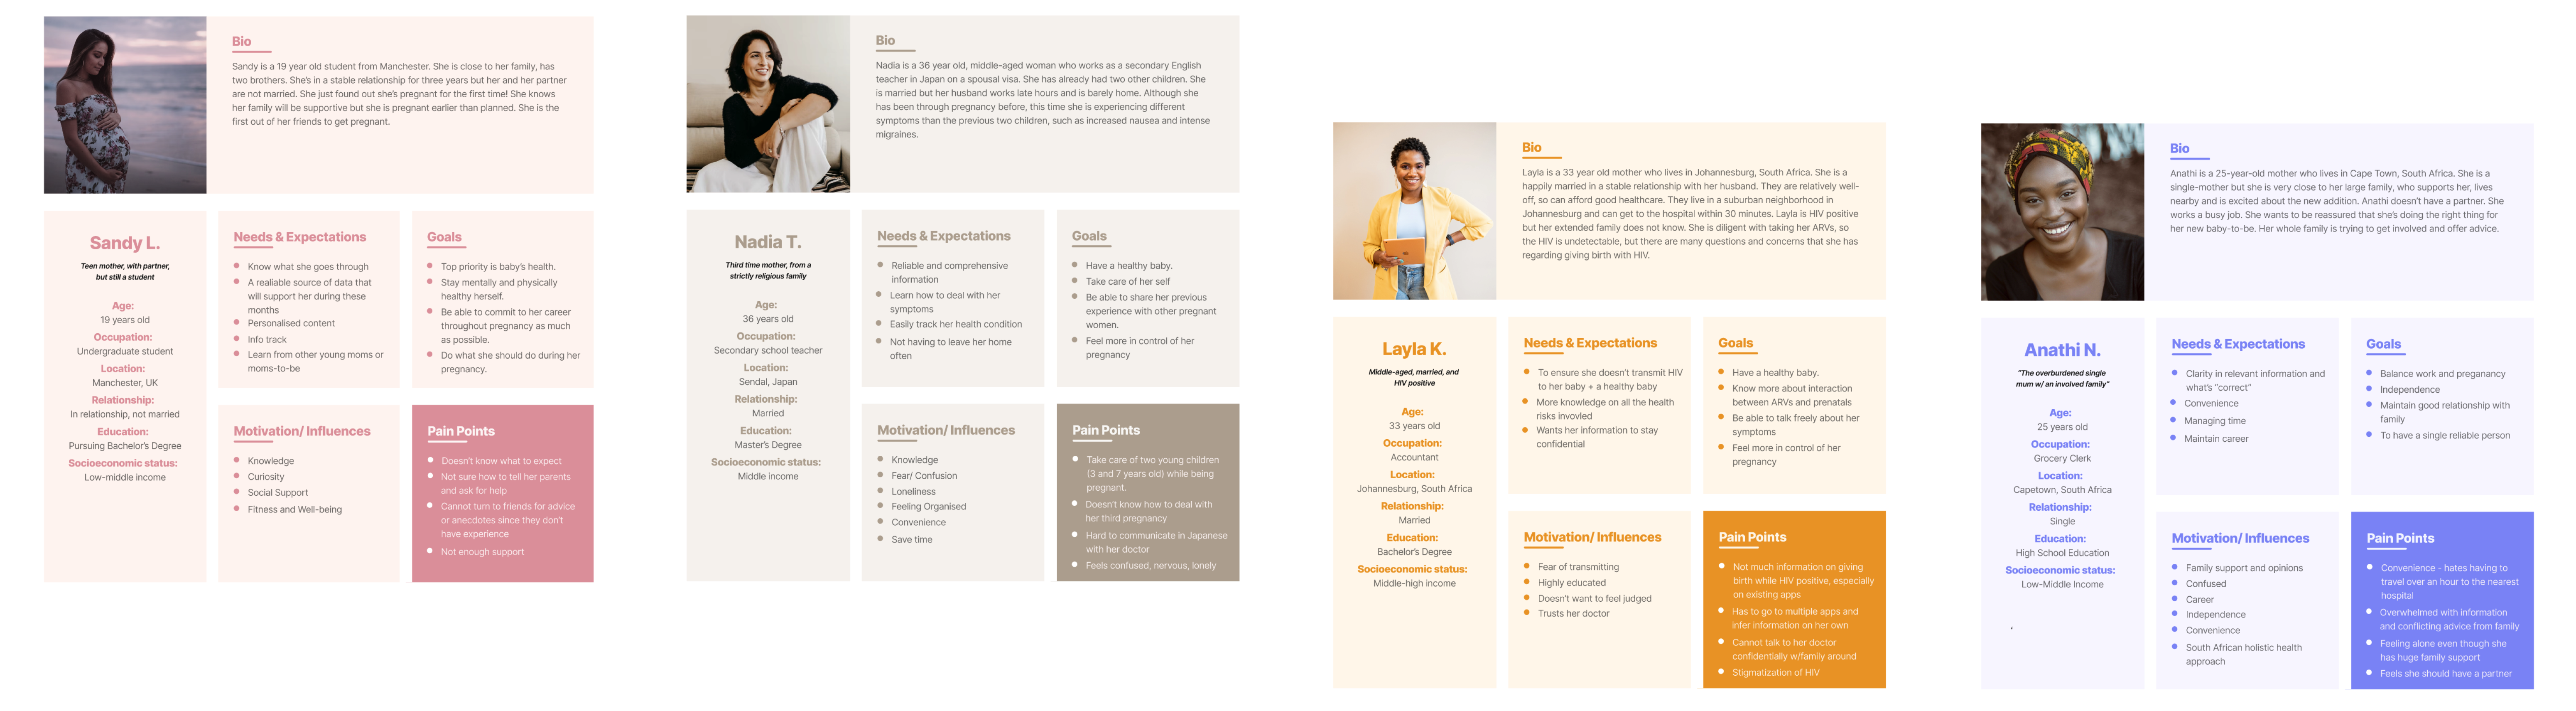 Bio
Sandy is a 19 year old student from Manchester. She is close to her family, has
two brothers. She's in a stable relationship for three years but her and her partner
are not married. She just found out she's pregnant for the first time! She knows
her family will be supportive but she is pregnant earlier than planned. She is the
first out of her friends to get pregnant.
Sandy L.
Teen mother, with partner,
but still a student
Age:
19 years old
Occupation:
Undergraduate student
Location:
Manchester, UK
Relationship:
In relationship, not married
Education:
Pursuing Bachelor's Degree
Socioeconomic status:
Low-middle income
Needs & Expectations
Know what she goes through
A realiable source of data that
will support her during these
months
Personalised content
Info track
Learn from other young moms or
moms-to-be
Goals
Top priority is baby's health.
Stay mentally and physically
healthy herself.
Be able to commit to her career
throughout pregnancy as much
as possible.
Do what she should do during her
pregnancy.
Motivation/ Influences
Knowledge
Curiosity
Social Support
Fitness and Well-being
Pain Points
Doesn't know what to expect
Not sure how to tell her parents
and ask for help
Cannot turn to friends for advice
or anecdotes since they don't
have experience
Not enough support
Bio
Nadia is a 36 year old, middle-aged woman who works as a secondary English
teacher in Japan on a spousal visa. She has already had two other children. She
is married but her husband works late hours and is barely home. Although she
has been through pregnancy before, this time she is experiencing different
symptoms than the previous two children, such as increased nausea and intense
migraines.
Nadia T.
Third time mother, from a
strictly religious family
Age:
36 years old
Occupation:
Secondary school teacher
Location:
Sendal, Japan
Relationship:
Married
Education:
Master's Degree
Socioeconomic status:
Middle income
Needs & Expectations
Reliable and comprehensive
information
Learn how to deal with her
symptoms
Easily track her health condition
Not having to leave her home
often
Goals
Have a healthy baby.
Take care of her self
Be able to share her previous
experience with other pregnant
women.
Feel more in control of her
pregnancy
Motivation/ Influences
Knowledge
Fear/ Confusion
Loneliness
Feeling Organised
Convenience
Save time
Pain Points
Take care of two young children
(3 and 7 years old) while being
pregnant.
Doesn't know how to deal with
her third pregnancy
Hard to communicate in Japanese
with her doctor
Feels confused, nervous, lonely
Bio
Layla is a 33 year old mother who lives in Johannesburg, South Africa. She is a
happily married in a stable relationship with her husband. They are relatively well-
off, so can afford good healthcare. They live in a suburban neighborhood in
Johannesburg and can get to the hospital within 30 minutes. Layla is HIV positive
but her extended family does not know. She is diligent with taking her ARVs, so
the HIV is undetectable, but there are many questions and concerns that she has
regarding giving birth with HIV.
Layla K.
Middle-aged, married, and
HIV positive
Age:
33 years old
Occupation:
Accountant
Location:
Johannesburg, South Africa
Relationship:
Married
Education:
Bachelor's Degree
Socioeconomic status:
Middle-high income
Needs & Expectations
To ensure she doesn't transmit HIV
to her baby + a healthy baby
More knowledge on all the health
risks invovled
Wants her information to stay
confidential
Goals
Have a healthy baby.
Know more about interaction
between ARVs and prenatals
Be able to talk freely about her
symptoms
Feel more in control of her
pregnancy
Motivation/ Influences
Fear of transmitting
Highly educated
Doesn't want to feel judged
Trusts her doctor
Pain Points
Not much information on giving
birth while HIV positive, especially
on existing apps
Has to go to multiple apps and
infer information on her own
Cannot talk to her doctor
confidentially w/family around
Stigmatization of HIV
Bio
Anathi is a 25-year-old mother who lives in Cape Town, South Africa. She is a
single-mother but she is very close to her large family, who supports her, lives
nearby and is excited about the new addition. Anathi doesn't have a partner. She
works a busy job. She wants to be reassured that she's doing the right thing for
her new baby-to-be. Her whole family is trying to get involved and offer advice.
Anathi N.
"The overburdened single
mum w/ an involved family"
Age:
25 years old
Occupation:
Grocery Clerk
Location:
Capetown, South Africa
Relationship:
Single
Education:
High School Education
Socioeconomic status:
Low-Middle Income
Needs & Expectations
Clarity in relevant information and
what's "correct"
Convenience
Managing time
Maintain career
Goals
Balance work and preganancy
Independence
Maintain good relationship with
family
To have a single reliable person
Motivation/ Influences
Family support and opinions
Confused
Career
Independence
Convenience
South African holistic health
approach
Pain Points
Convenience - hates having to
travel over an hour to the nearest
hospital
Overwhelmed with information
and conflicting advice from family
Feeling alone even though she
has huge family support
Feels she should have a partner